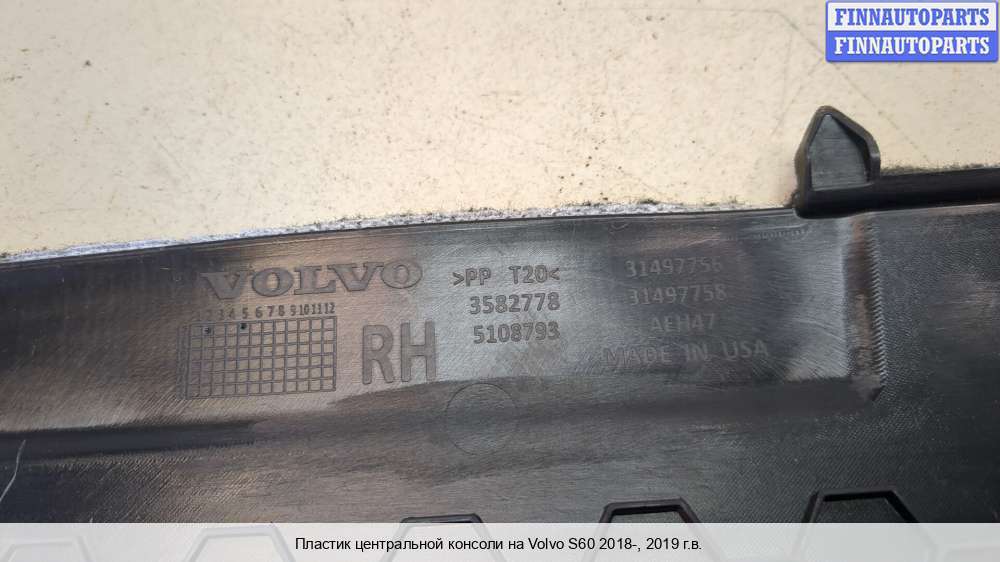 FINNAUTOPARTS
FINNAUTOPARTS
VOLVO
>PP T20<
3582778
5108793
31497756
31497758
AEH47
MADE IN USA
2 3 4 5 6 7 8 9 10 11 12
RH
Пластик центральной консоли на Volvo S60 2018-, 2019 г.в.